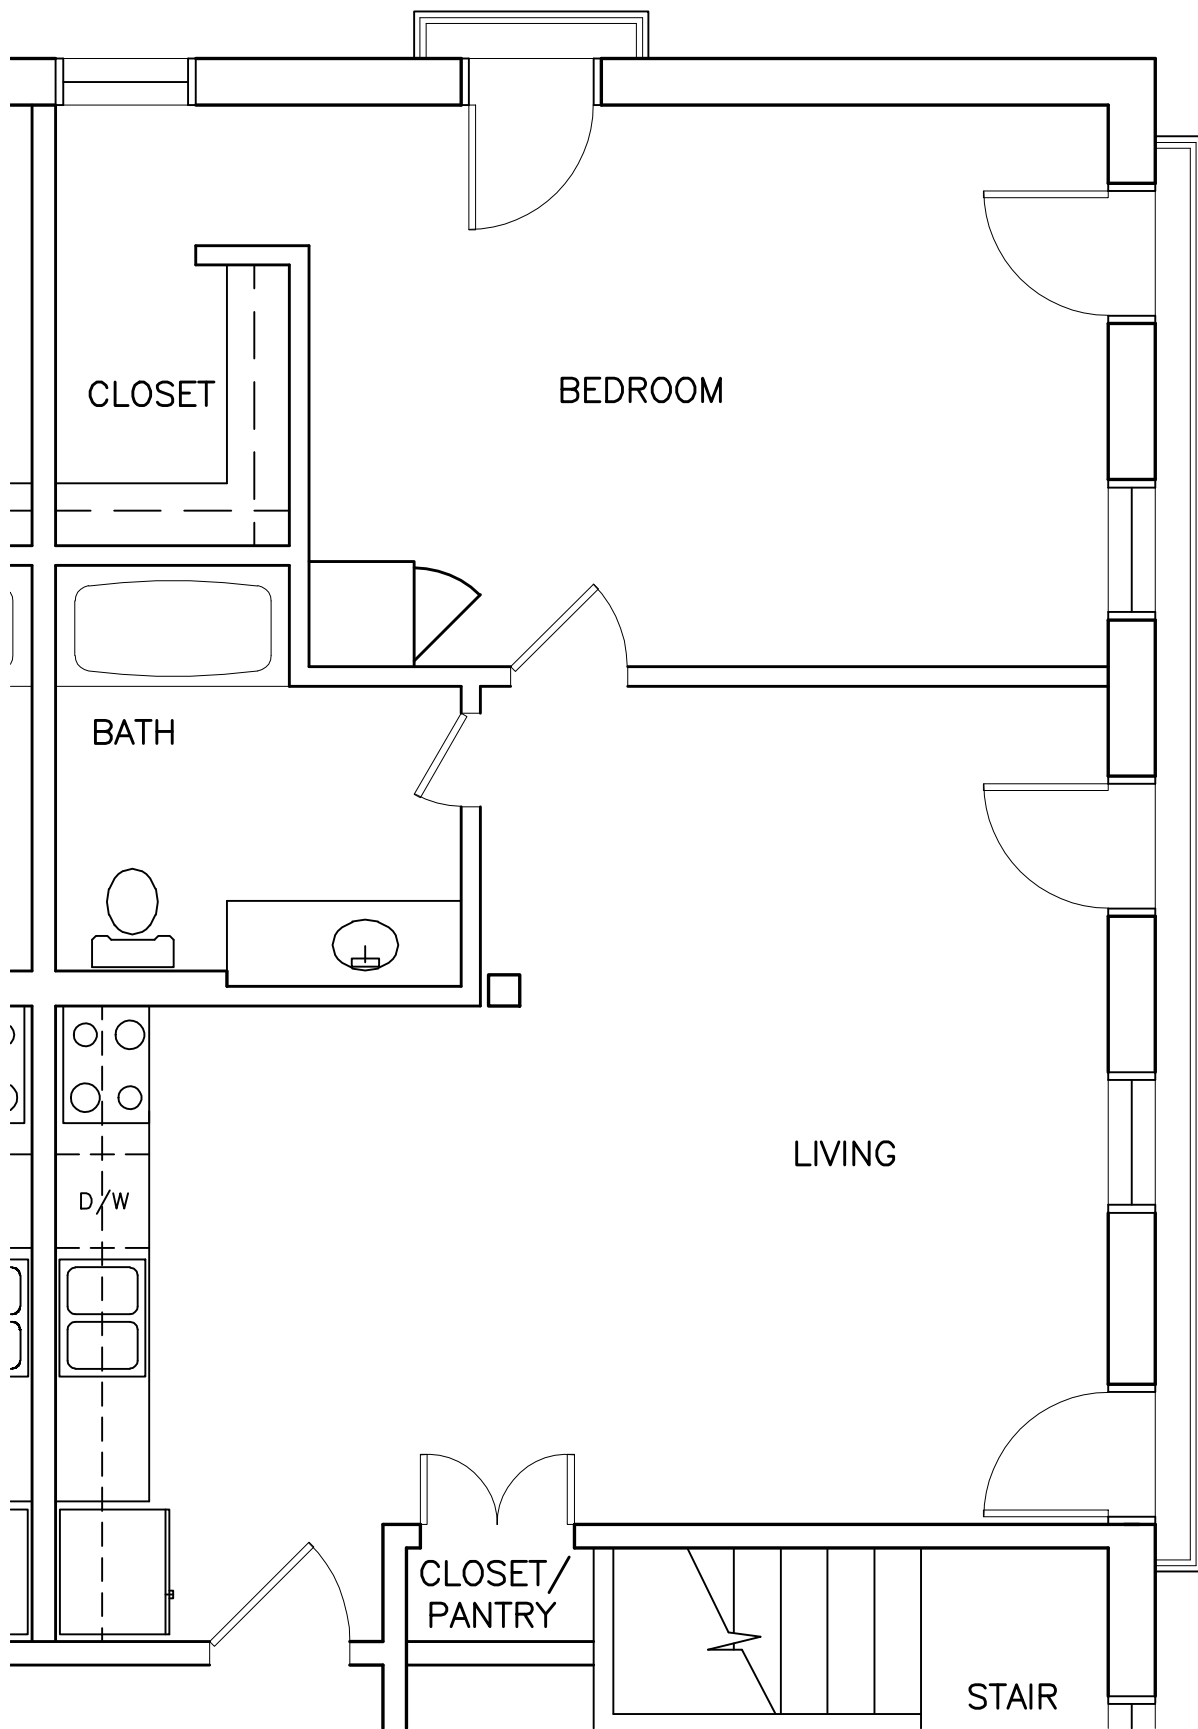 CLOSET
BEDROOM
BATH
LIVING
D/W
CLOSET/
PANTRY
STAIR